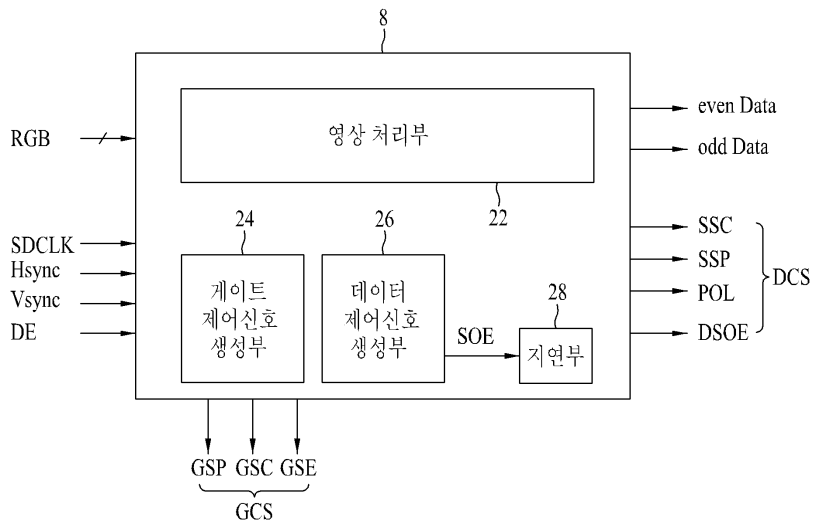 8
RGB
영상 처리부
22
even Data
odd Data
SDCLK
Hsync
Vsync
DE
24
게이트
제어신호
생성부
26
데이터
제어신호
생성부
SOE
28
지연부
SSC
SSP
POL
DSOE
DCS
GSP GSC GSE
GCS